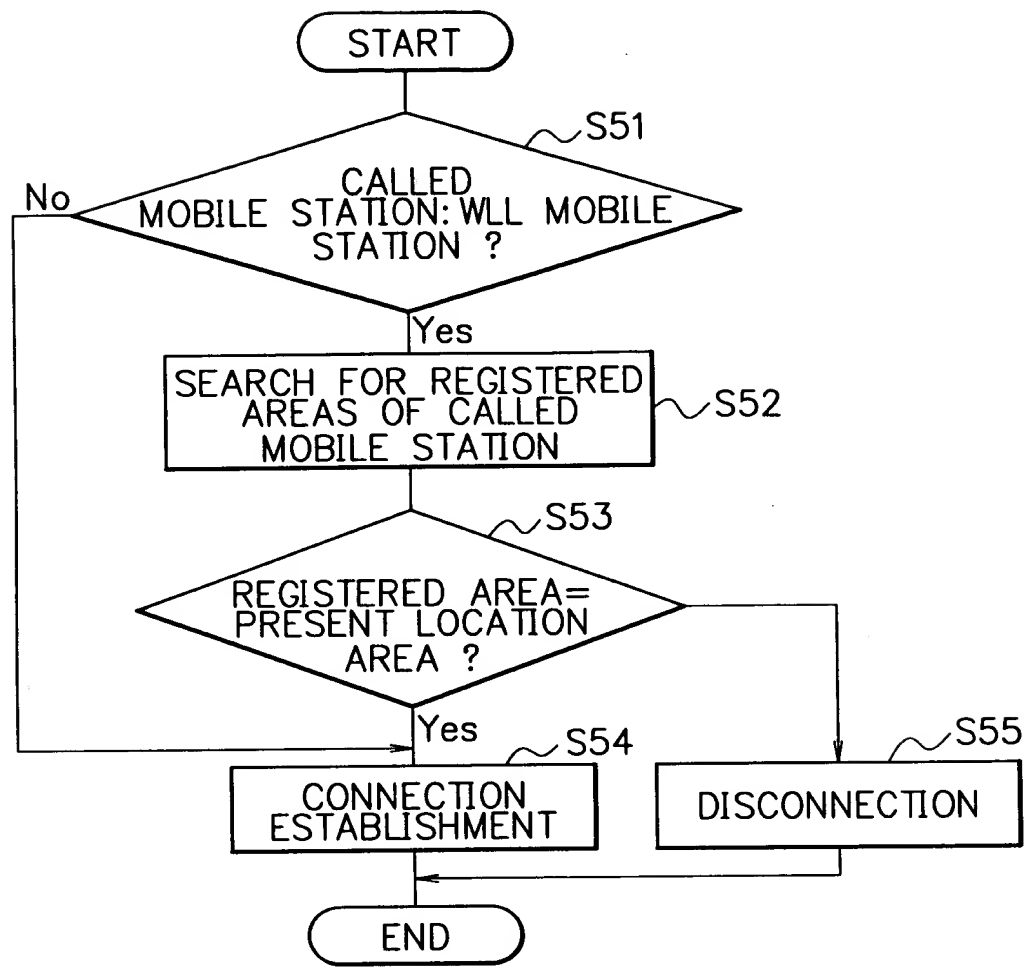 START
S51
No
CALLED
MOBILE STATION: WLL MOBILE
STATION ?
Yes
SEARCH FOR REGISTERED
AREAS OF CALLED
MOBILE STATION
S52
S53
REGISTERED AREA=
PRESENT LOCATION
AREA ?
Yes
S54
S55
CONNECTION
ESTABLISHMENT
DISCONNECTION
END